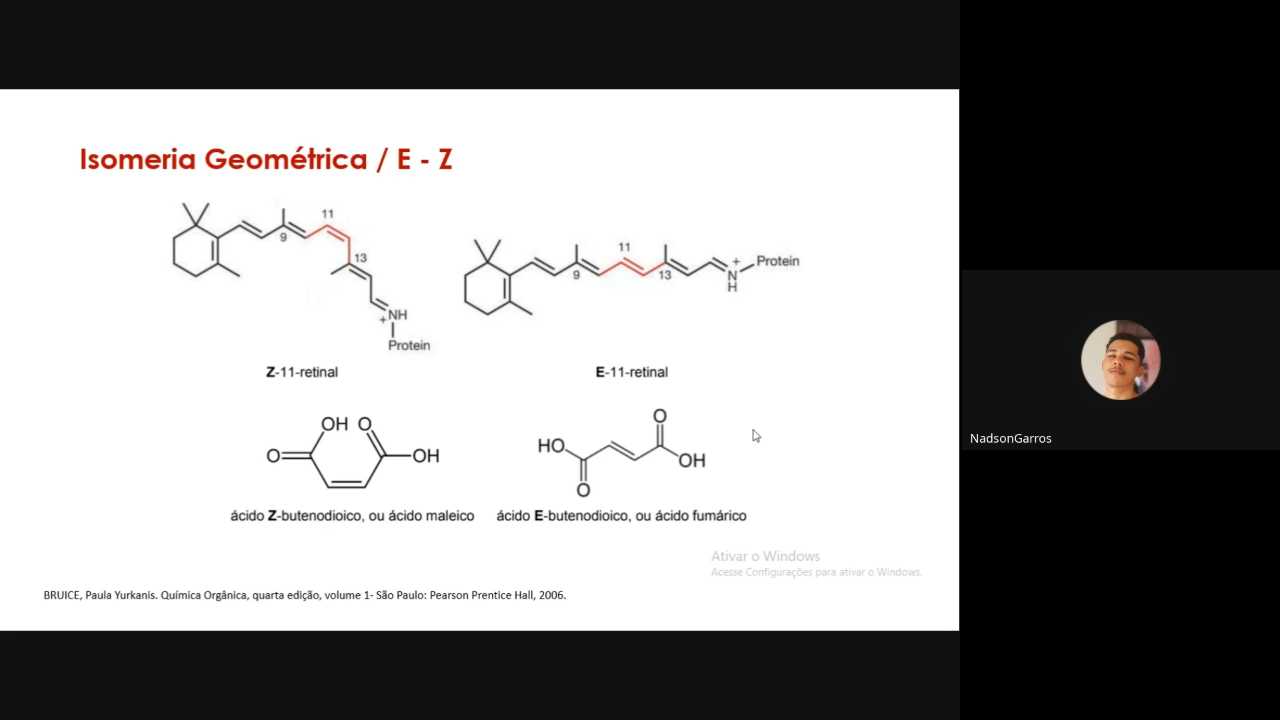 Isomeria Geométrica / E - Z
11
9
13
+
NH
Protein
Z-11-retinal
11
9
13
+
N
H
Protein
E-11-retinal
OH O
O OH
ácido Z-butenodioico, ou ácido maleico
O
HO
OH
O
ácido E-butenodioico, ou ácido fumárico
Ativar o Windows
Acesse Configurações para ativar o Windows.
BRUICE, Paula Yurkanis. Química Orgânica, quarta edição, volume 1- São Paulo: Pearson Prentice Hall, 2006.
NadsonGarros